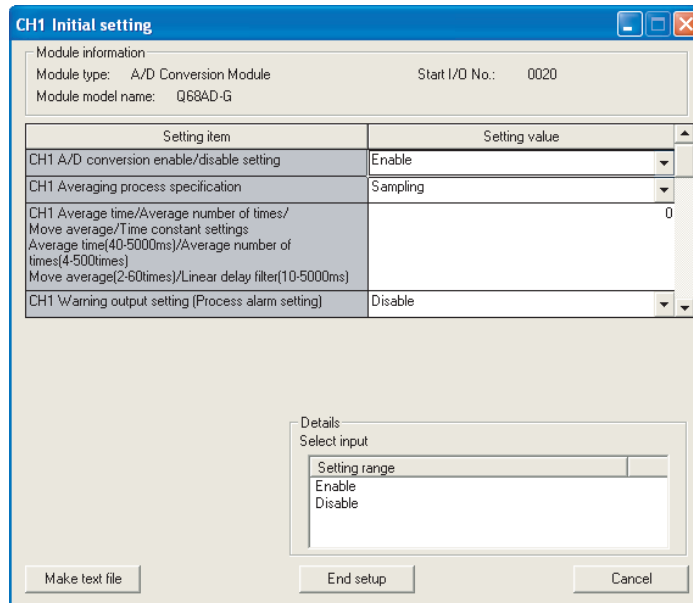 CH1 Initial setting
Module information
Module type: A/D Conversion Module Start I/O No.: 0020
Module model name: Q68AD-G
Setting item Setting value
CH1 A/D conversion enable/disable setting Enable
CH1 Averaging process specification Sampling
CH1 Average time/Average number of times/ 0
Move average/Time constant settings
Average time(40-5000ms)/Average number of
times(4-500times)
Move average(2-60times)/Linear delay filter(10-5000ms)
CH1 Warning output setting (Process alarm setting) Disable
Details
Select input
Setting range
Enable
Disable
Make text file End setup Cancel